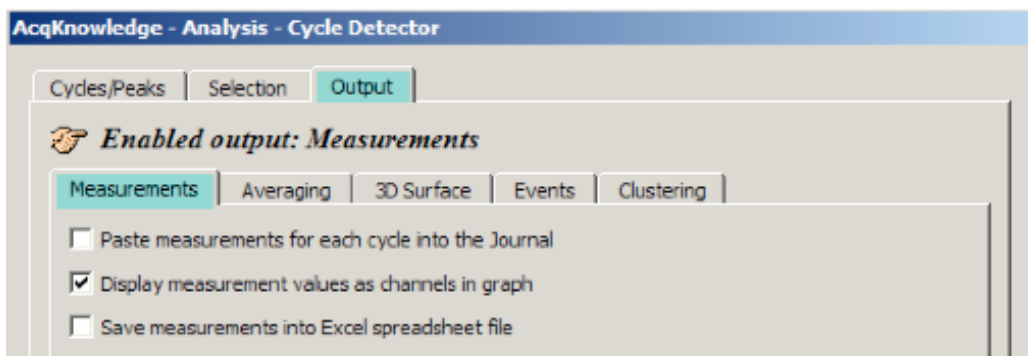 AcqKnowledge - Analysis - Cycle Detector
Cycles/Peaks Selection Output
Enabled output: Measurements
Measurements Averaging 3D Surface Events Clustering
Paste measurements for each cycle into the Journal
Display measurement values as channels in graph
Save measurements into Excel spreadsheet file